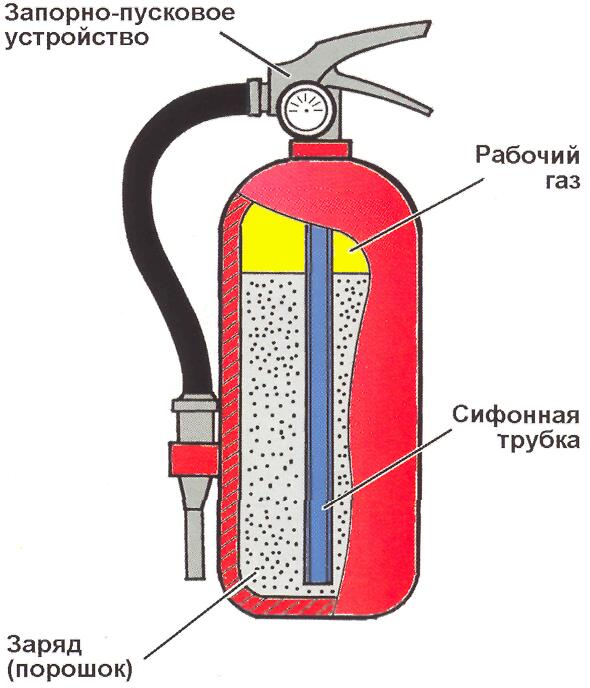 Запорно-пусковое
устройство
Рабочий
газ
Сифонная
трубка
Заряд
(порошок)